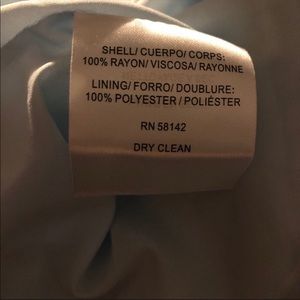 SHELL/ CUERPO/ CORPS:
100% RAYON/ VISCOSA/ RAYONNE
LINING/ FORRO/ DOUBLURE:
100% POLYESTER / POLIÉSTER
RN 58142
DRY CLEAN